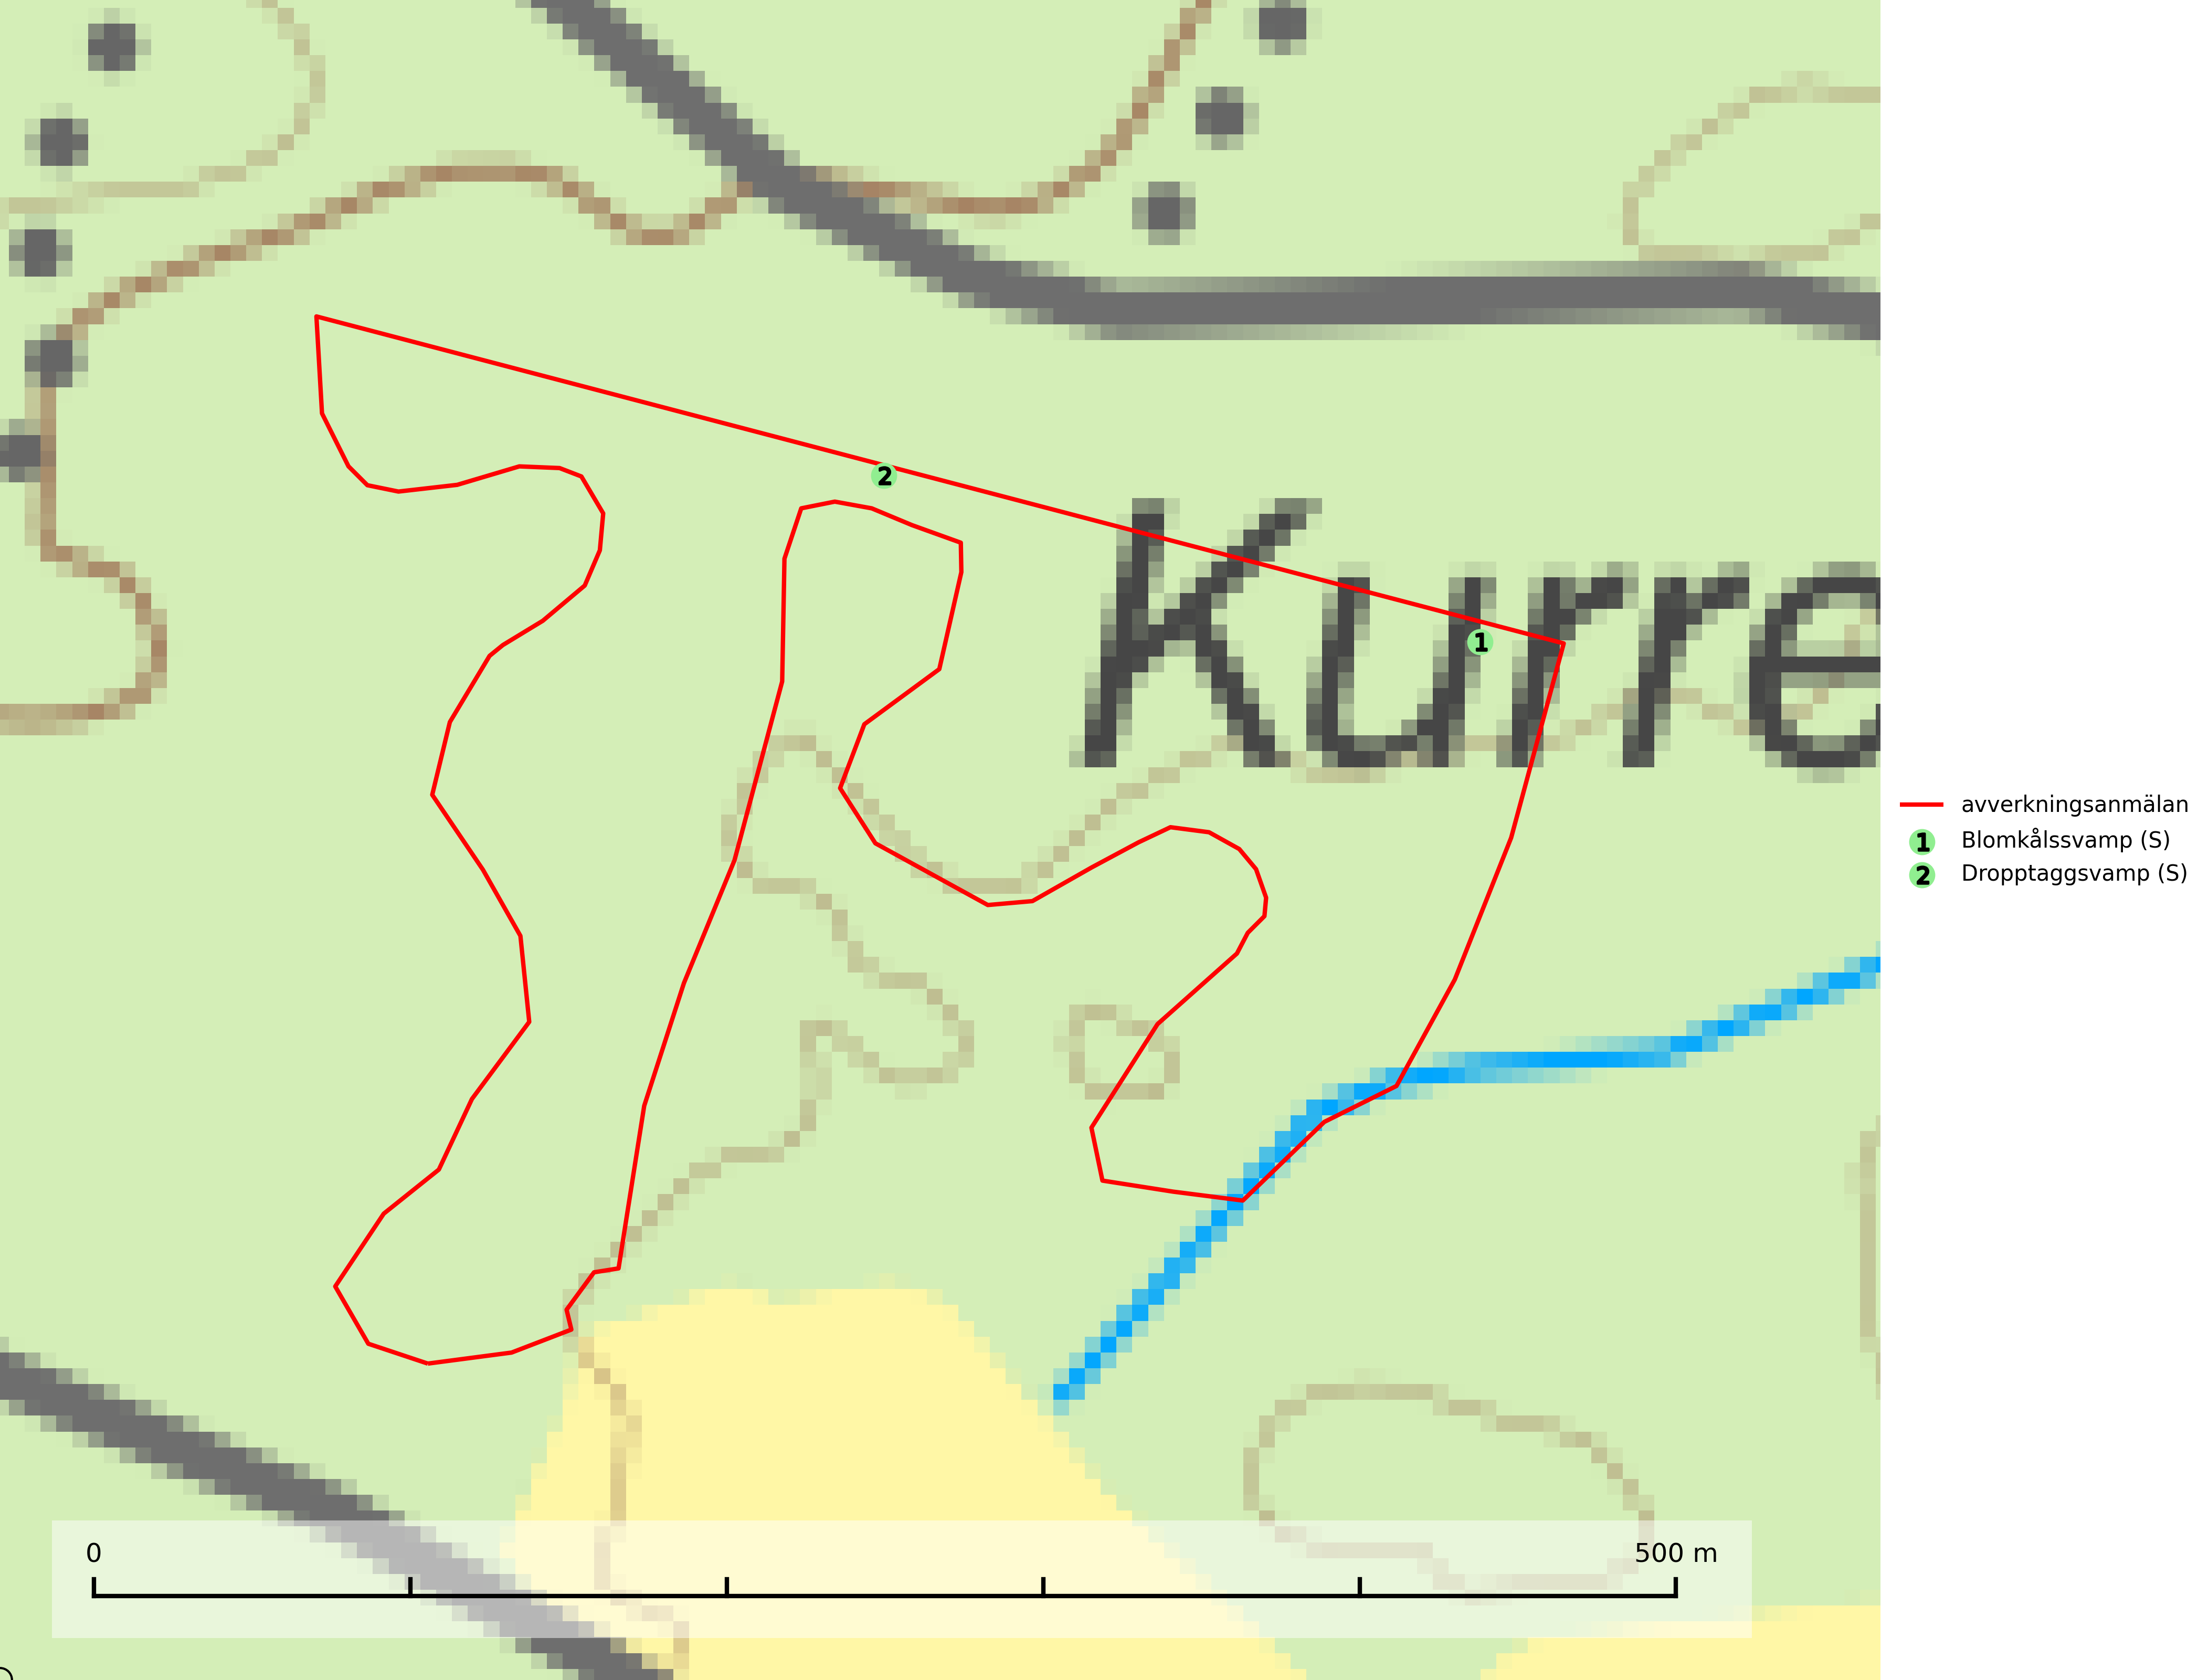 2
Kurre
1
avverkningsanmälan
1 Blomkålssvamp (S)
2 Dropptaggsvamp (S)
0 500 m